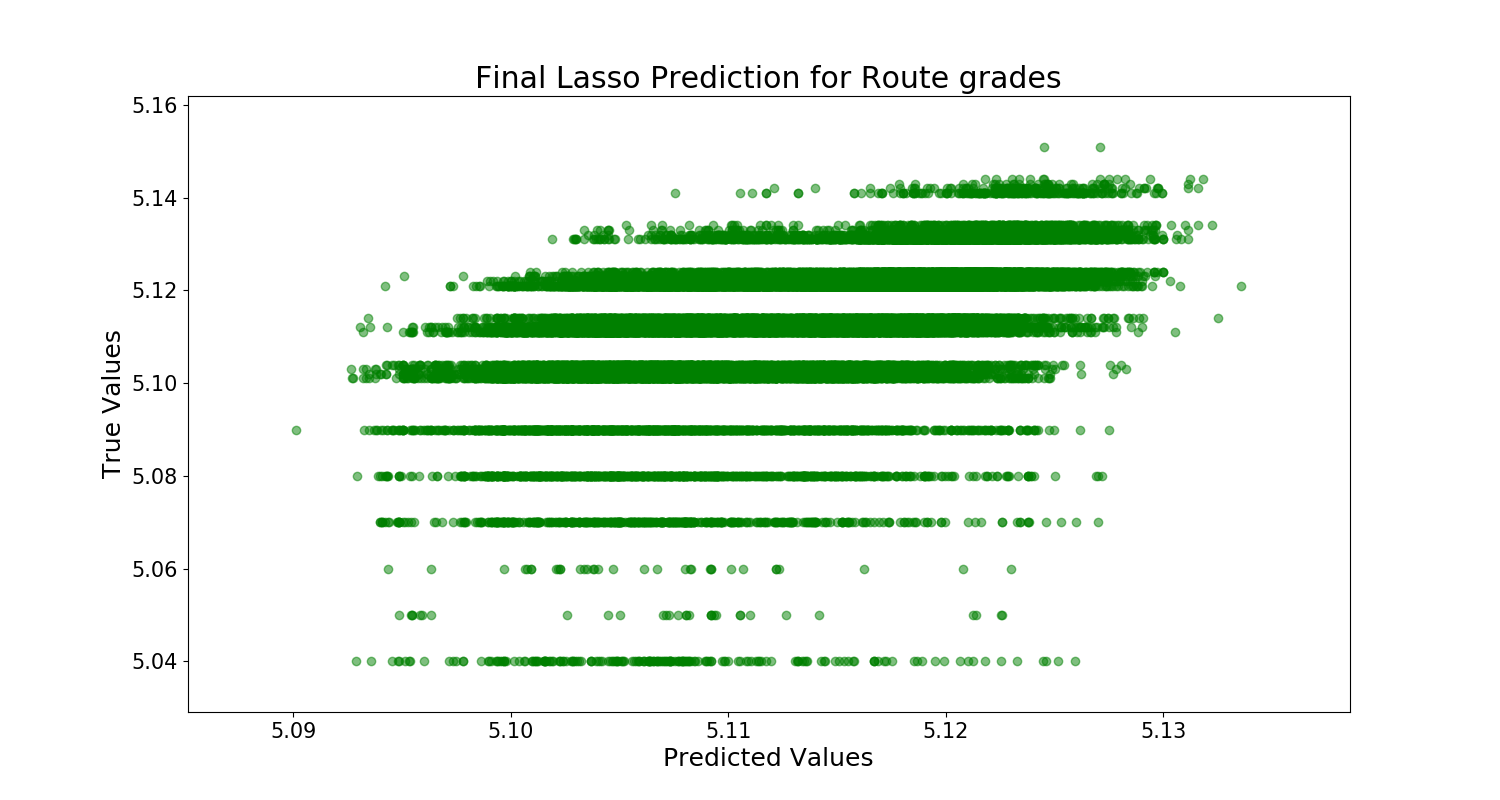 Final Lasso Prediction for Route grades
5.16
5.14
5.12
5.10
5.08
5.06
5.04
True Values
5.09 5.10 5.11 5.12 5.13
Predicted Values